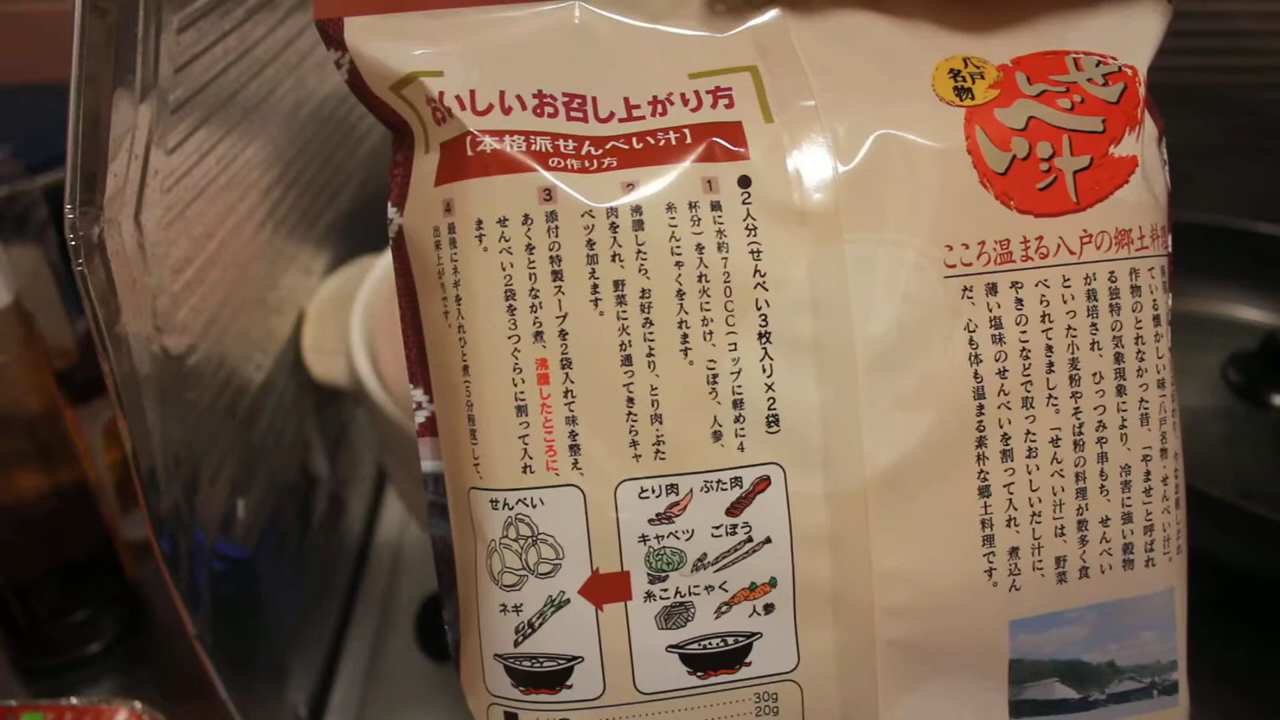 おいしいお召し上がり方
【本格派せんべい汁】
の作り方
●2人分(せんべい3枚入り×2袋)
1 鍋に水約720CC(コップに軽めに4
杯分)を入れ火にかけ、ごぼう、人参、
糸こんにゃくを入れます。
2 沸騰したら、お好みにより、とり肉・ぶた
肉を入れ、野菜に火が通ってきたらキャ
ベツを加えます。
3 添付の特製スープを2袋入れて味を整え、
あくをとりながら煮、沸騰したところに、
せんべい2袋を3つぐらいに割って入れ
ます。
4 最後にネギを入れひと煮(5分程度)して、
出来上がりです。
とり肉
ぶた肉
キャベツ
ごぼう
糸こんにゃく
人参
せんべい
ネギ
30g
20g
八戸
名物
せんべい汁
こころ温まる八戸の郷土料理
ている懐かしい味「八戸名物・せんべい汁」。
作物のとれなかった昔、「やませ」と呼ばれ
る独特の気象現象により、冷害に強い穀物
が栽培され、ひっつみや串もち、せんべい
といった小麦粉やそば粉の料理が数多く食
べられてきました。「せんべい汁」は、野菜
やきのこなどで取ったおいしいだし汁に、
薄い塩味のせんべいを割って入れ、煮込ん
だ、心も体も温まる素朴な郷土料理です。